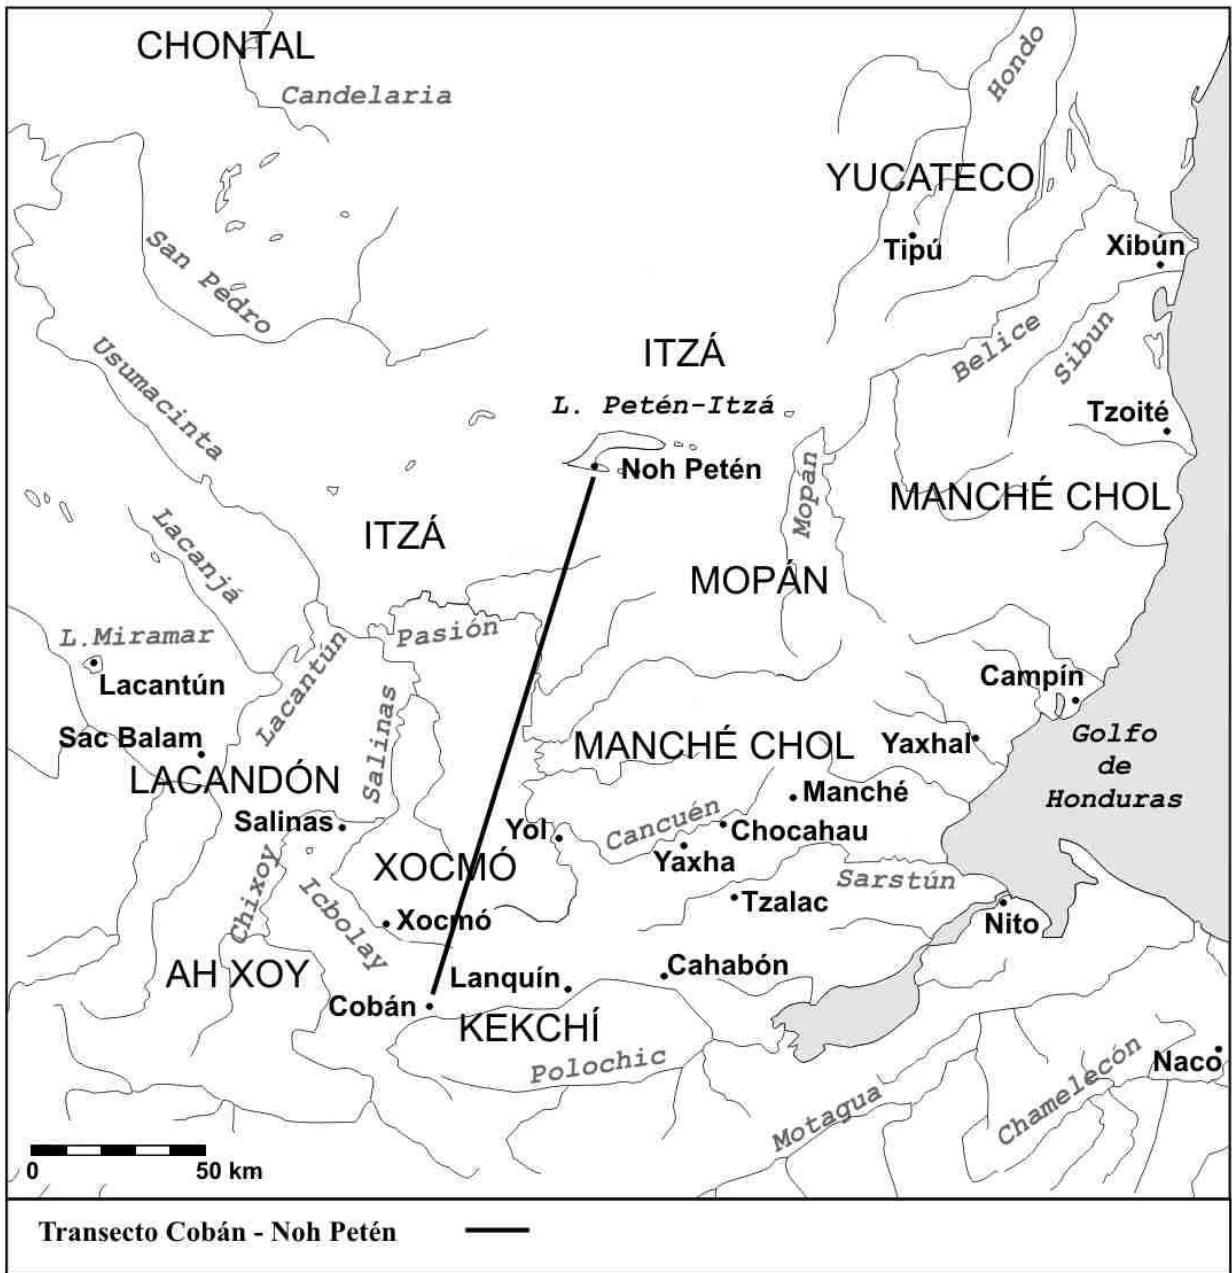 CHONTAL
Candelaria
Hondo
YUCATECO
San Pedro
Tipú
Xibún
Usumacinta
ITZÁ
Belice
Sibun
L. Petén-Itzá
Tzoité
Noh Petén
Mopán
MANCHÉ CHOL
Lacanjá
ITZÁ
MOPÁN
L.Miramar
Lacantún
Pasión
Lacantún
Campín
Sac Balam
Salinas
MANCHÉ CHOL
Yaxhal
Golfo
de
Honduras
LACANDÓN
Manché
Salinas
Yol
Cancuén
Chocahau
XOCMÓ
Yaxha
Chixoy
Icbolay
Sarstún
Xocmó
Tzalac
Nito
AH XOY
Lanquín
Cahabón
Cobán
KEKCHÍ
Polochic
Naco
Motagua
Chamelecón
0 50 km
Transecto Cobán - Noh Petén